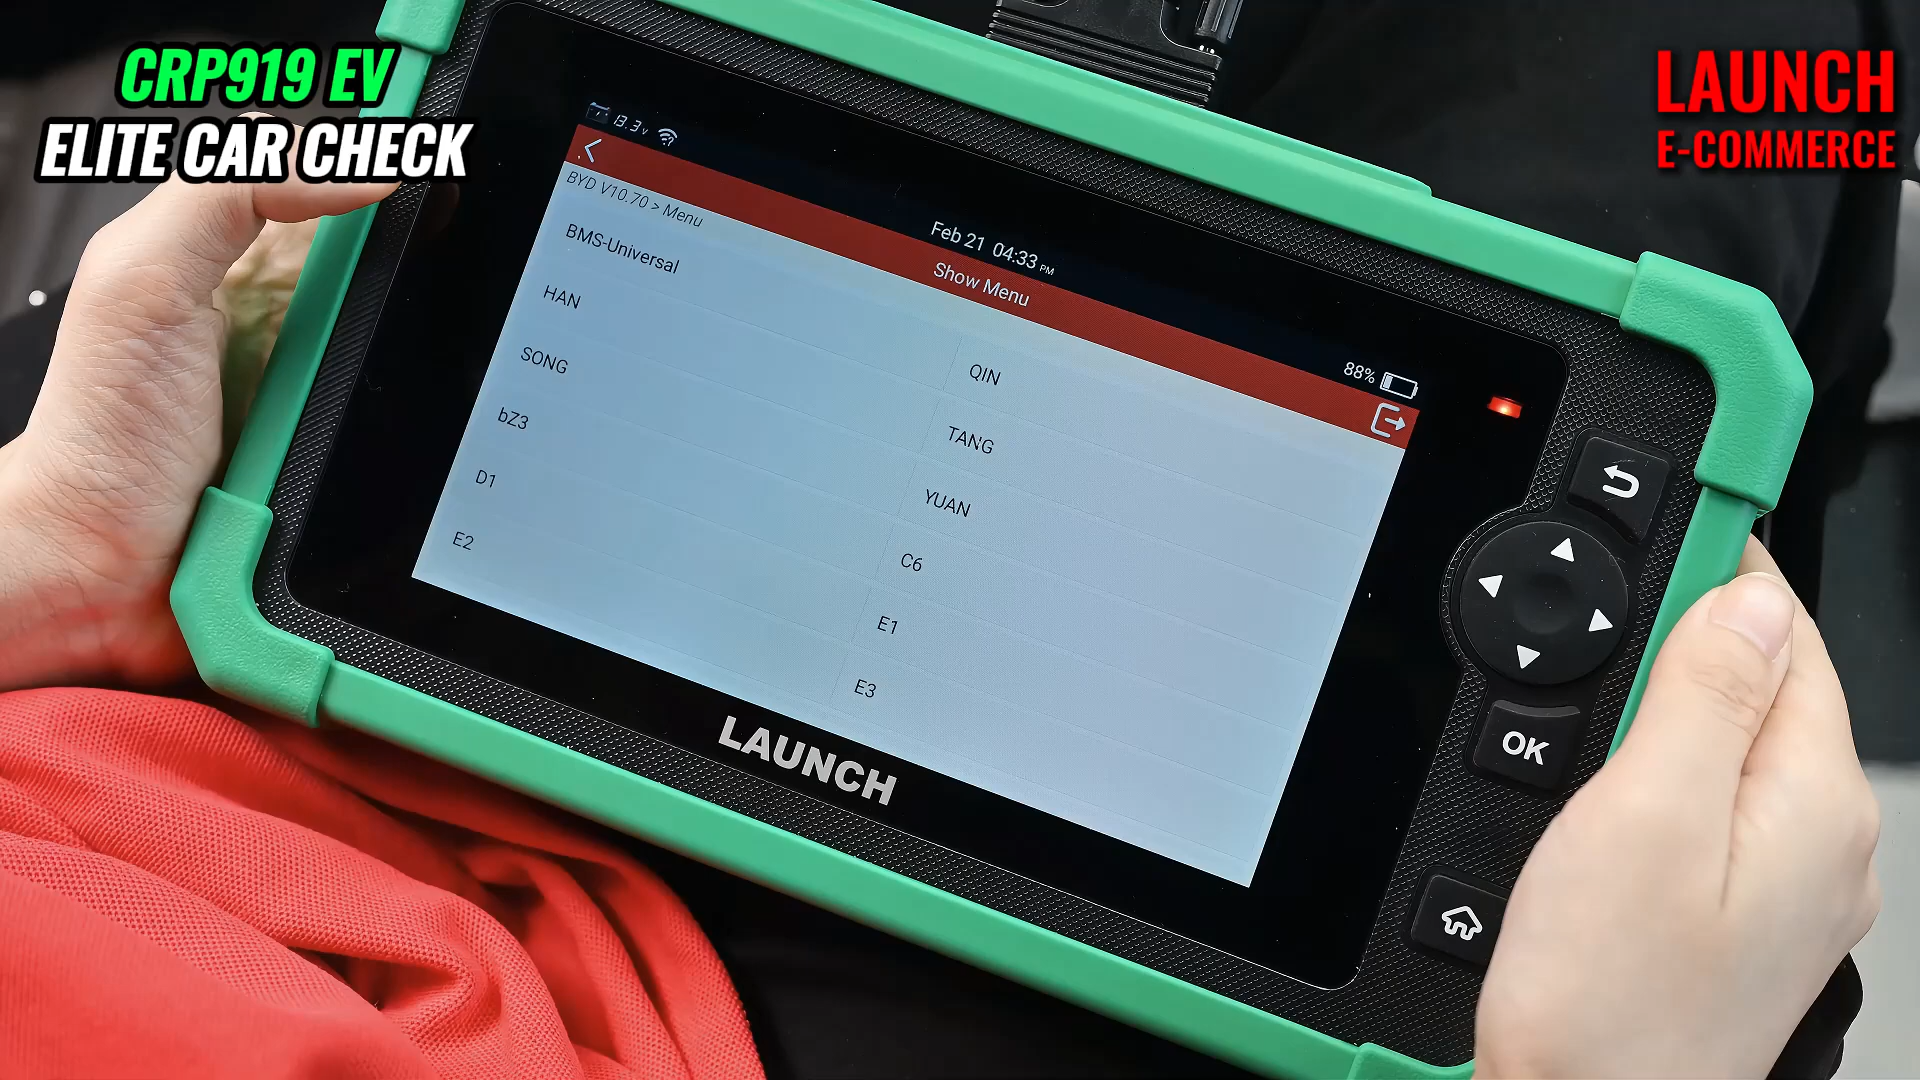 CRP919 EV
ELITE CAR CHECK
LAUNCH
E-COMMERCE
13.3V
Feb 21 04:33 PM
88%
Show Menu
BYD V10.70 > Menu
BMS-Universal
QIN
HAN
TANG
SONG
YUAN
bZ3
C6
D1
E1
E2
E3
LAUNCH
OK